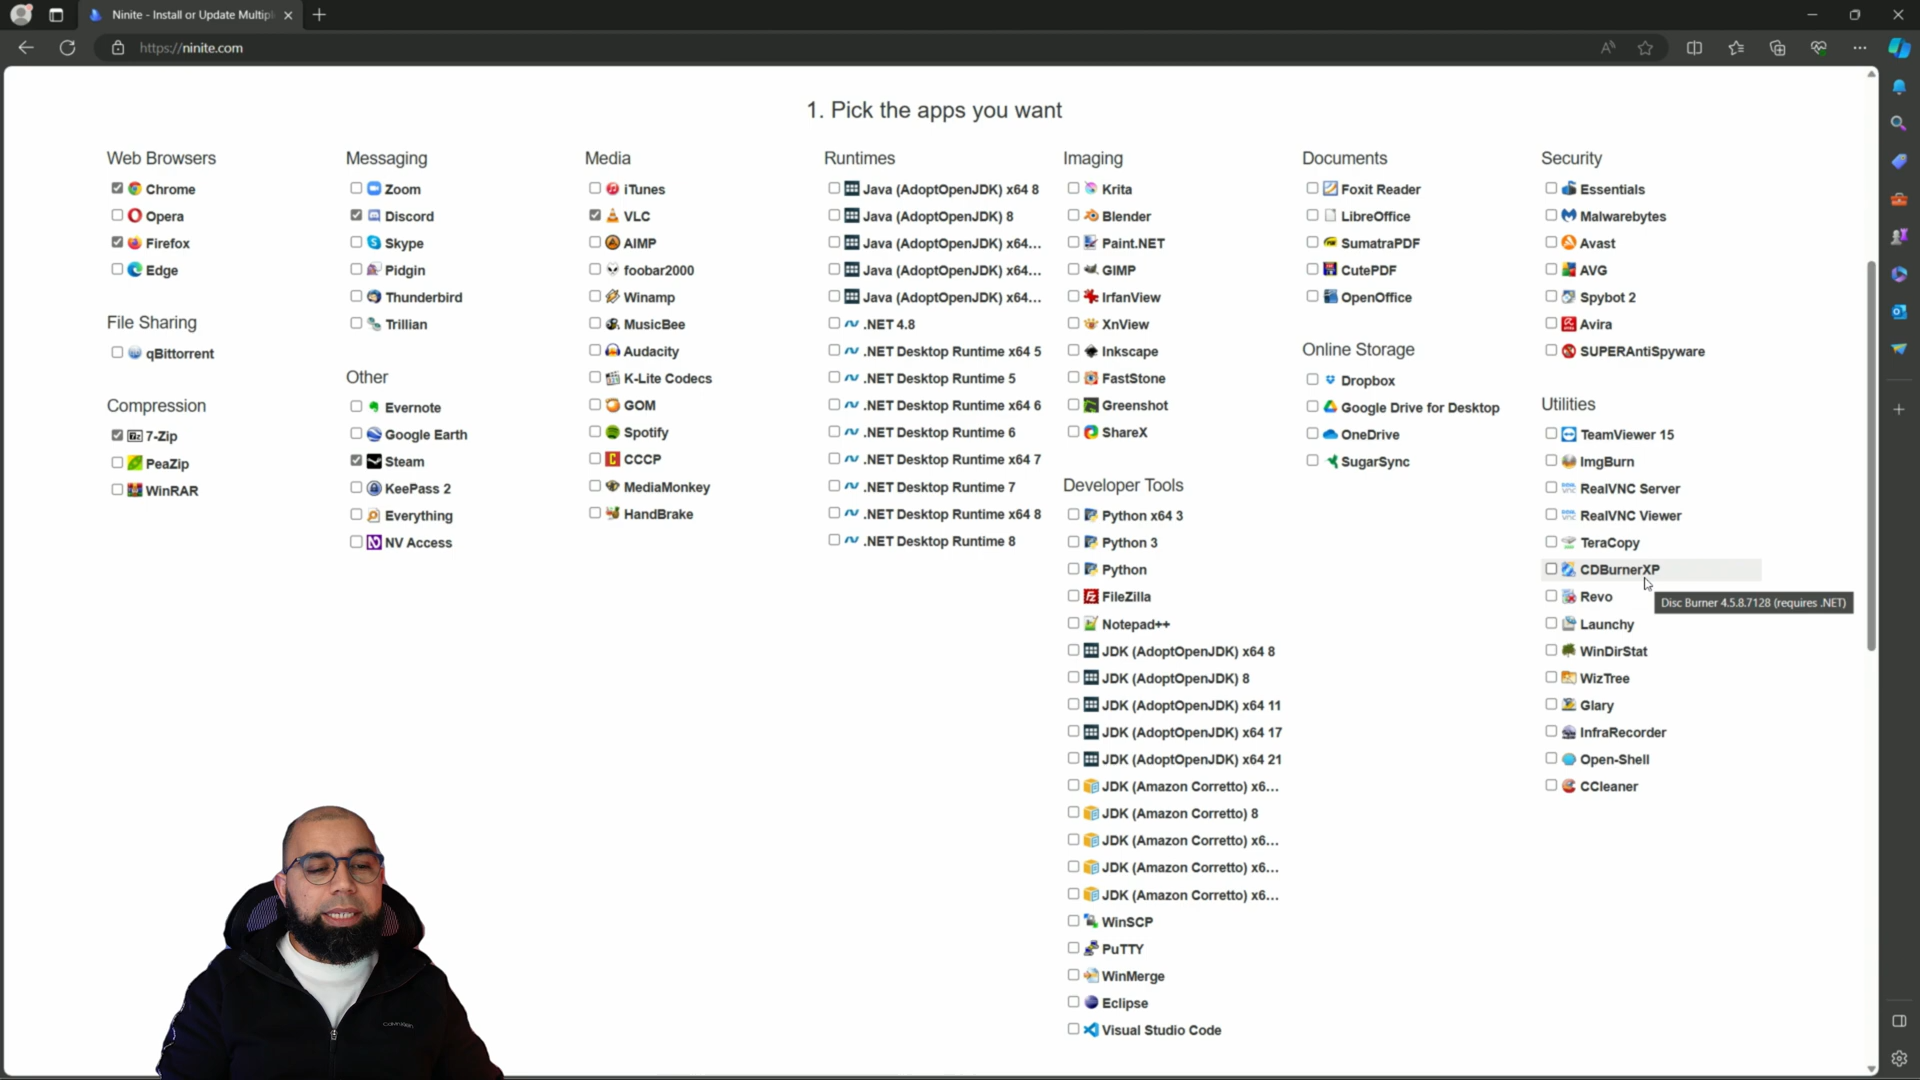 Ninite - Install or Update Multip
https://ninite.com
1. Pick the apps you want
Web Browsers
Chrome
Opera
Firefox
Edge
File Sharing
qBittorrent
Compression
7-Zip
PeaZip
WinRAR
Messaging
Zoom
Discord
Skype
Pidgin
Thunderbird
Trillian
Other
Evernote
Google Earth
Steam
KeePass 2
Everything
NV Access
Media
iTunes
VLC
AIMP
foobar2000
Winamp
MusicBee
Audacity
K-Lite Codecs
GOM
Spotify
CCCP
MediaMonkey
HandBrake
Runtimes
Java (AdoptOpenJDK) x64 8
Java (AdoptOpenJDK) 8
Java (AdoptOpenJDK) x64...
Java (AdoptOpenJDK) x64...
Java (AdoptOpenJDK) x64...
.NET 4.8
.NET Desktop Runtime x64 5
.NET Desktop Runtime 5
.NET Desktop Runtime x64 6
.NET Desktop Runtime 6
.NET Desktop Runtime x64 7
.NET Desktop Runtime 7
.NET Desktop Runtime x64 8
.NET Desktop Runtime 8
Imaging
Krita
Blender
Paint.NET
GIMP
IrfanView
XnView
Inkscape
FastStone
Greenshot
ShareX
Developer Tools
Python x64 3
Python 3
Python
FileZilla
Notepad++
JDK (AdoptOpenJDK) x64 8
JDK (AdoptOpenJDK) 8
JDK (AdoptOpenJDK) x64 11
JDK (AdoptOpenJDK) x64 17
JDK (AdoptOpenJDK) x64 21
JDK (Amazon Corretto) x6...
JDK (Amazon Corretto) 8
JDK (Amazon Corretto) x6...
JDK (Amazon Corretto) x6...
JDK (Amazon Corretto) x6...
WinSCP
PuTTY
WinMerge
Eclipse
Visual Studio Code
Documents
Foxit Reader
LibreOffice
SumatraPDF
CutePDF
OpenOffice
Online Storage
Dropbox
Google Drive for Desktop
OneDrive
SugarSync
Security
Essentials
Malwarebytes
Avast
AVG
Spybot 2
Avira
SUPERAntiSpyware
Utilities
TeamViewer 15
ImgBurn
RealVNC Server
RealVNC Viewer
TeraCopy
CDBurnerXP
Disc Burner 4.5.8.7128 (requires .NET)
Revo
Launchy
WinDirStat
WizTree
Glary
InfraRecorder
Open-Shell
CCleaner
Calvin Klein